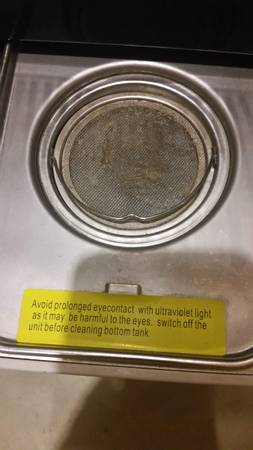 Avoid prolonged eyecontact with ultraviolet light
as it may be harmful to the eyes. switch off the
unit before cleaning bottom tank